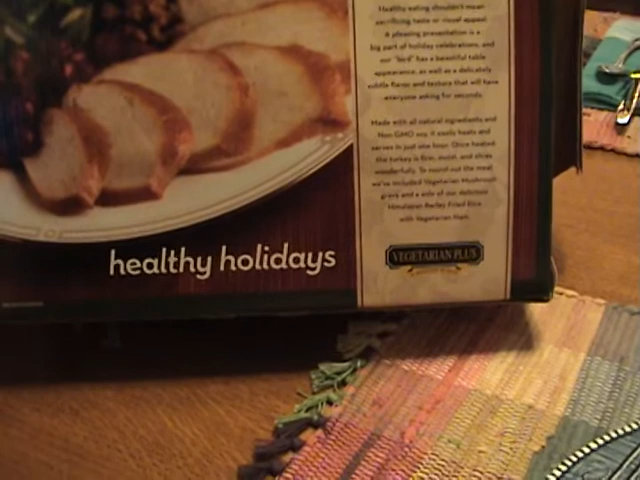 Healthy eating shouldn't mean
sacrificing taste or visual appeal.
A pleasing presentation is a
big part of holiday celebrations, and
our "bird" has a beautiful table
appearance, as well as a delicately
subtle flavor and texture that will have
everyone asking for seconds.
Made with all natural ingredients and
Non-GMO soy, it easily heats and
serves in just one hour. Once heated
the turkey is firm, moist, and slices
wonderfully. To round out the meal,
we've included Vegetarian Mushroom
gravy and a side of our delicious
Himalayan Barley Fried Rice
with Vegetarian Ham.
healthy holidays
VEGETARIAN PLUS